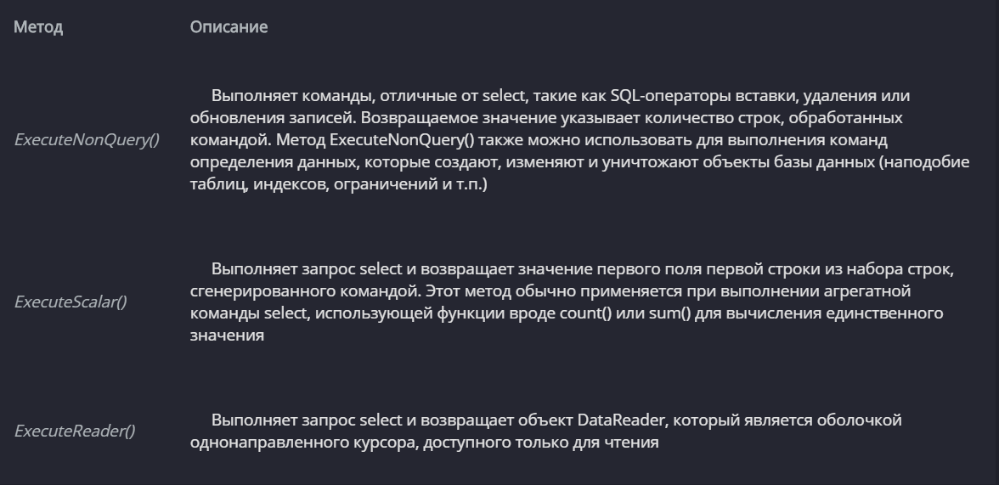 Метод Описание
Выполняет команды, отличные от select, такие как SQL-операторы вставки, удаления или
обновления записей. Возвращаемое значение указывает количество строк, обработанных
ExecuteNonQuery() командой. Метод ExecuteNonQuery() также можно использовать для выполнения команд
определения данных, которые создают, изменяют и уничтожают объекты базы данных (наподобие
таблиц, индексов, ограничений и т.п.)
Выполняет запрос select и возвращает значение первого поля первой строки из набора строк,
сгенерированного командой. Этот метод обычно применяется при выполнении агрегатной
ExecuteScalar() команды select, использующей функции вроде count() или sum() для вычисления единственного
значения
Выполняет запрос select и возвращает объект DataReader, который является оболочкой
ExecuteReader() однонаправленного курсора, доступного только для чтения